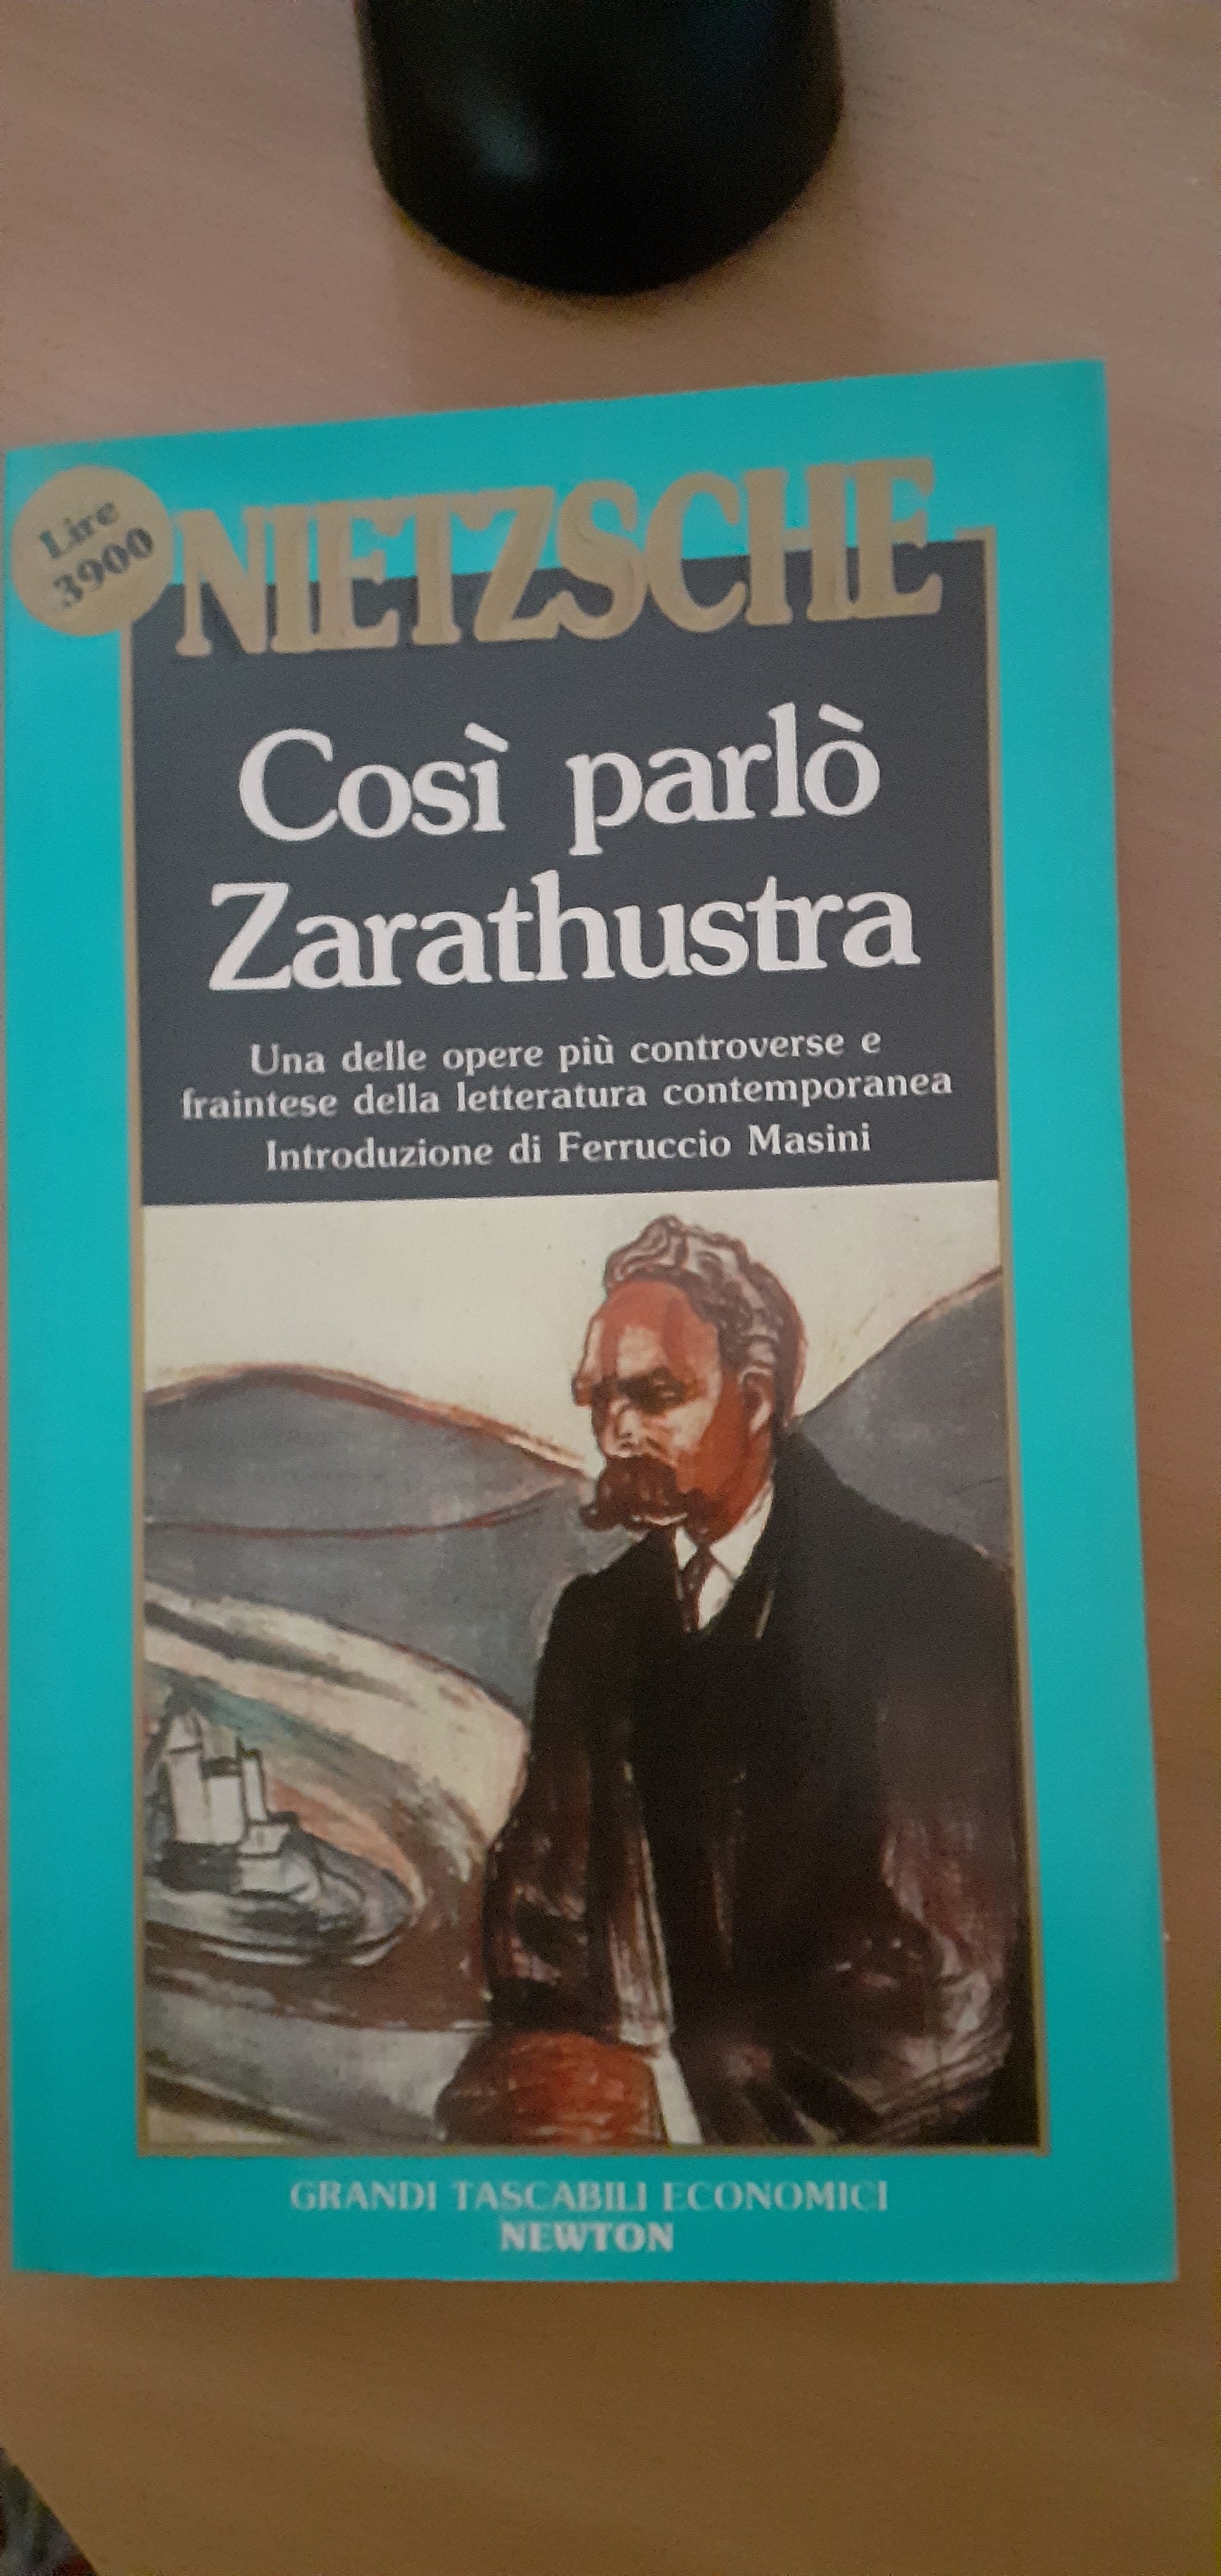 Lire
3900
NIETZSCHE
Così parlò
Zarathustra
Una delle opere più controverse e
fraintese della letteratura contemporanea
Introduzione di Ferruccio Masini
GRANDI TASCABILI ECONOMICI
NEWTON